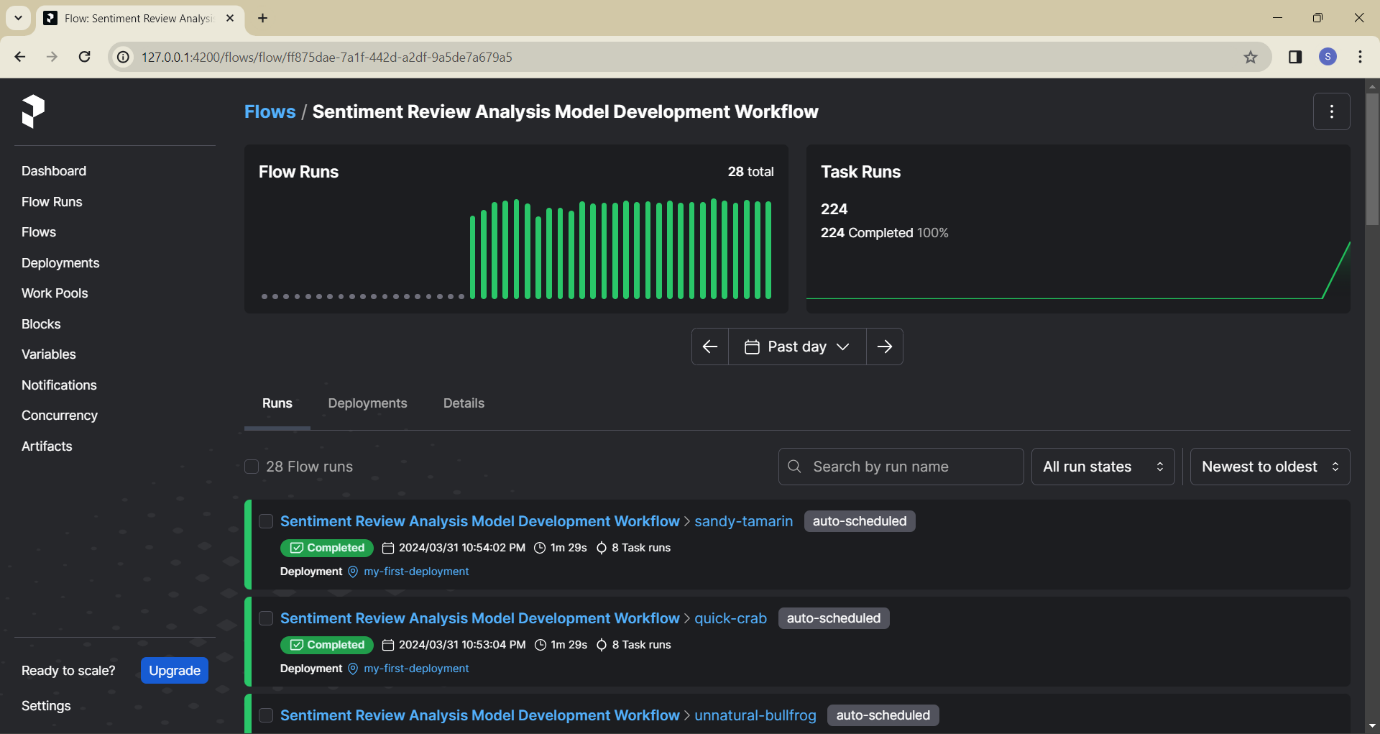 Flow: Sentiment Review Analysi
127.0.0.1:4200/flows/flow/ff875dae-7a1f-442d-a2df-9a5de7a679a5
S
Flows / Sentiment Review Analysis Model Development Workflow
Dashboard
Flow Runs
Flows
Deployments
Work Pools
Blocks
Variables
Notifications
Concurrency
Artifacts
Ready to scale? Upgrade
Settings
Flow Runs 28 total
Task Runs
224
224 Completed 100%
Past day
Runs Deployments Details
28 Flow runs Search by run name All run states Newest to oldest
Sentiment Review Analysis Model Development Workflow > sandy-tamarin auto-scheduled
Completed 2024/03/31 10:54:02 PM 1m 29s 8 Task runs
Deployment my-first-deployment
Sentiment Review Analysis Model Development Workflow > quick-crab auto-scheduled
Completed 2024/03/31 10:53:04 PM 1m 29s 8 Task runs
Deployment my-first-deployment
Sentiment Review Analysis Model Development Workflow > unnatural-bullfrog auto-scheduled